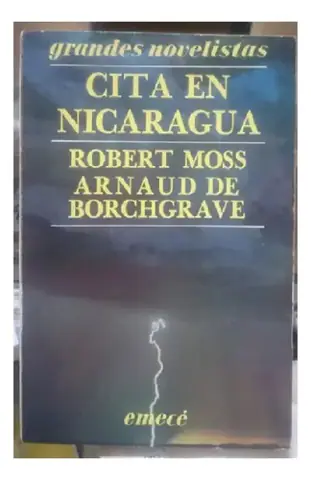 grandes novelistas
CITA EN
NICARAGUA
ROBERT MOSS
ARNAUD DE
BORCHGRAVE
emecé